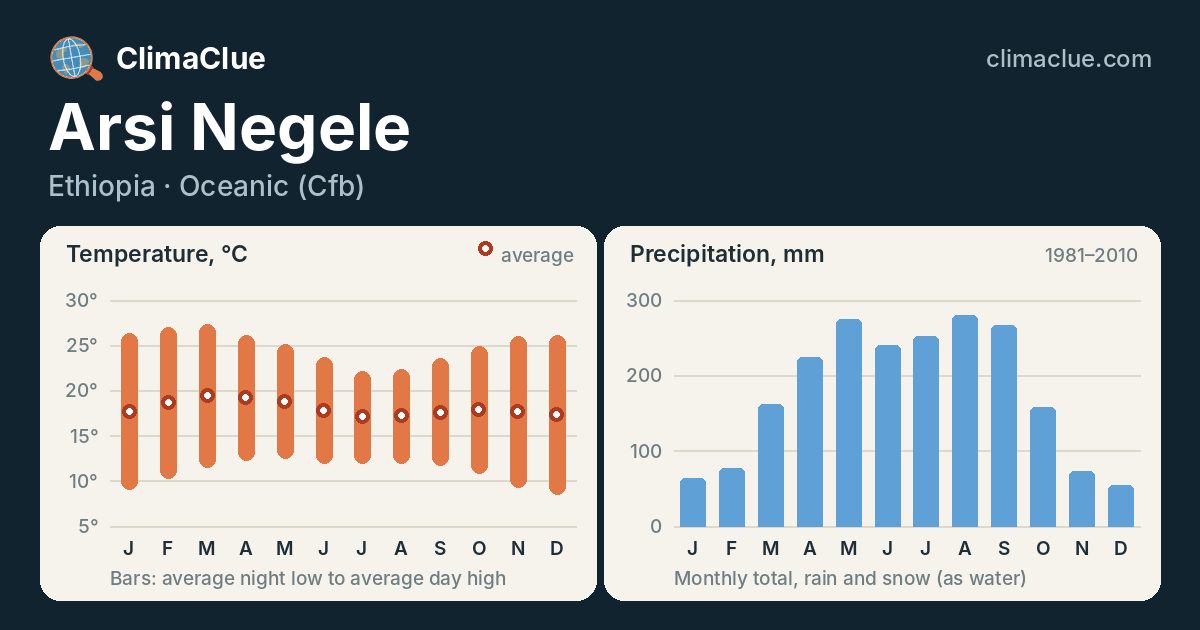 ClimaClue
climaclue.com
Arsi Negele
Ethiopia · Oceanic (Cfb)
Temperature, °C
average
30°
25°
20°
15°
10°
5°
J F M A M J J A S O N D
Bars: average night low to average day high
Precipitation, mm
1981–2010
300
200
100
0
J F M A M J J A S O N D
Monthly total, rain and snow (as water)